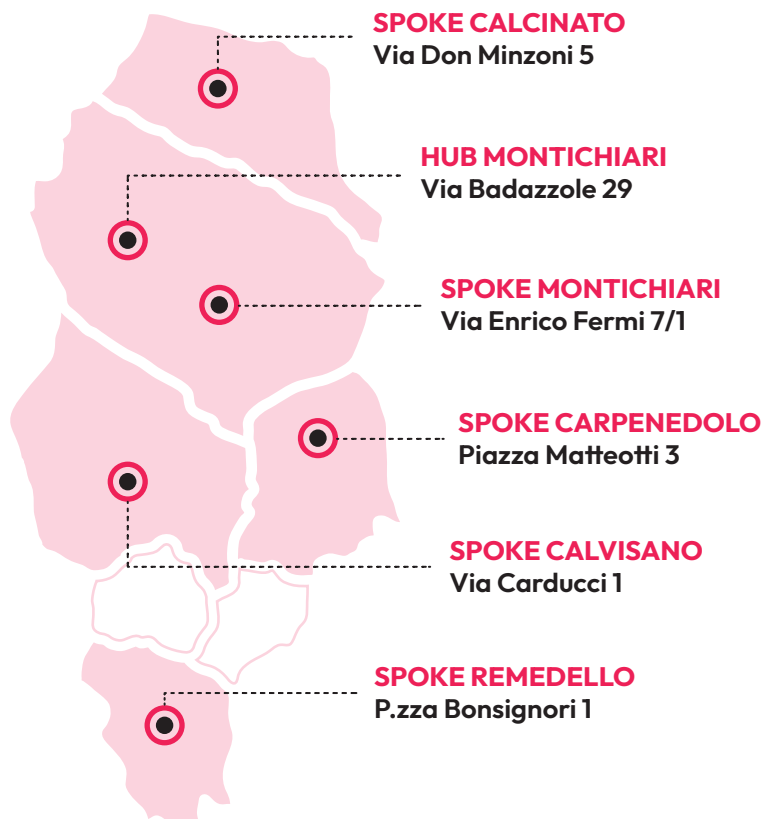 SPOKE CALCINATO
Via Don Minzoni 5
HUB MONTICHIARI
Via Badazzole 29
SPOKE MONTICHIARI
Via Enrico Fermi 7/1
SPOKE CARPENEDOLO
Piazza Matteotti 3
SPOKE CALVISANO
Via Carducci 1
SPOKE REMEDELLO
P.zza Bonsignori 1